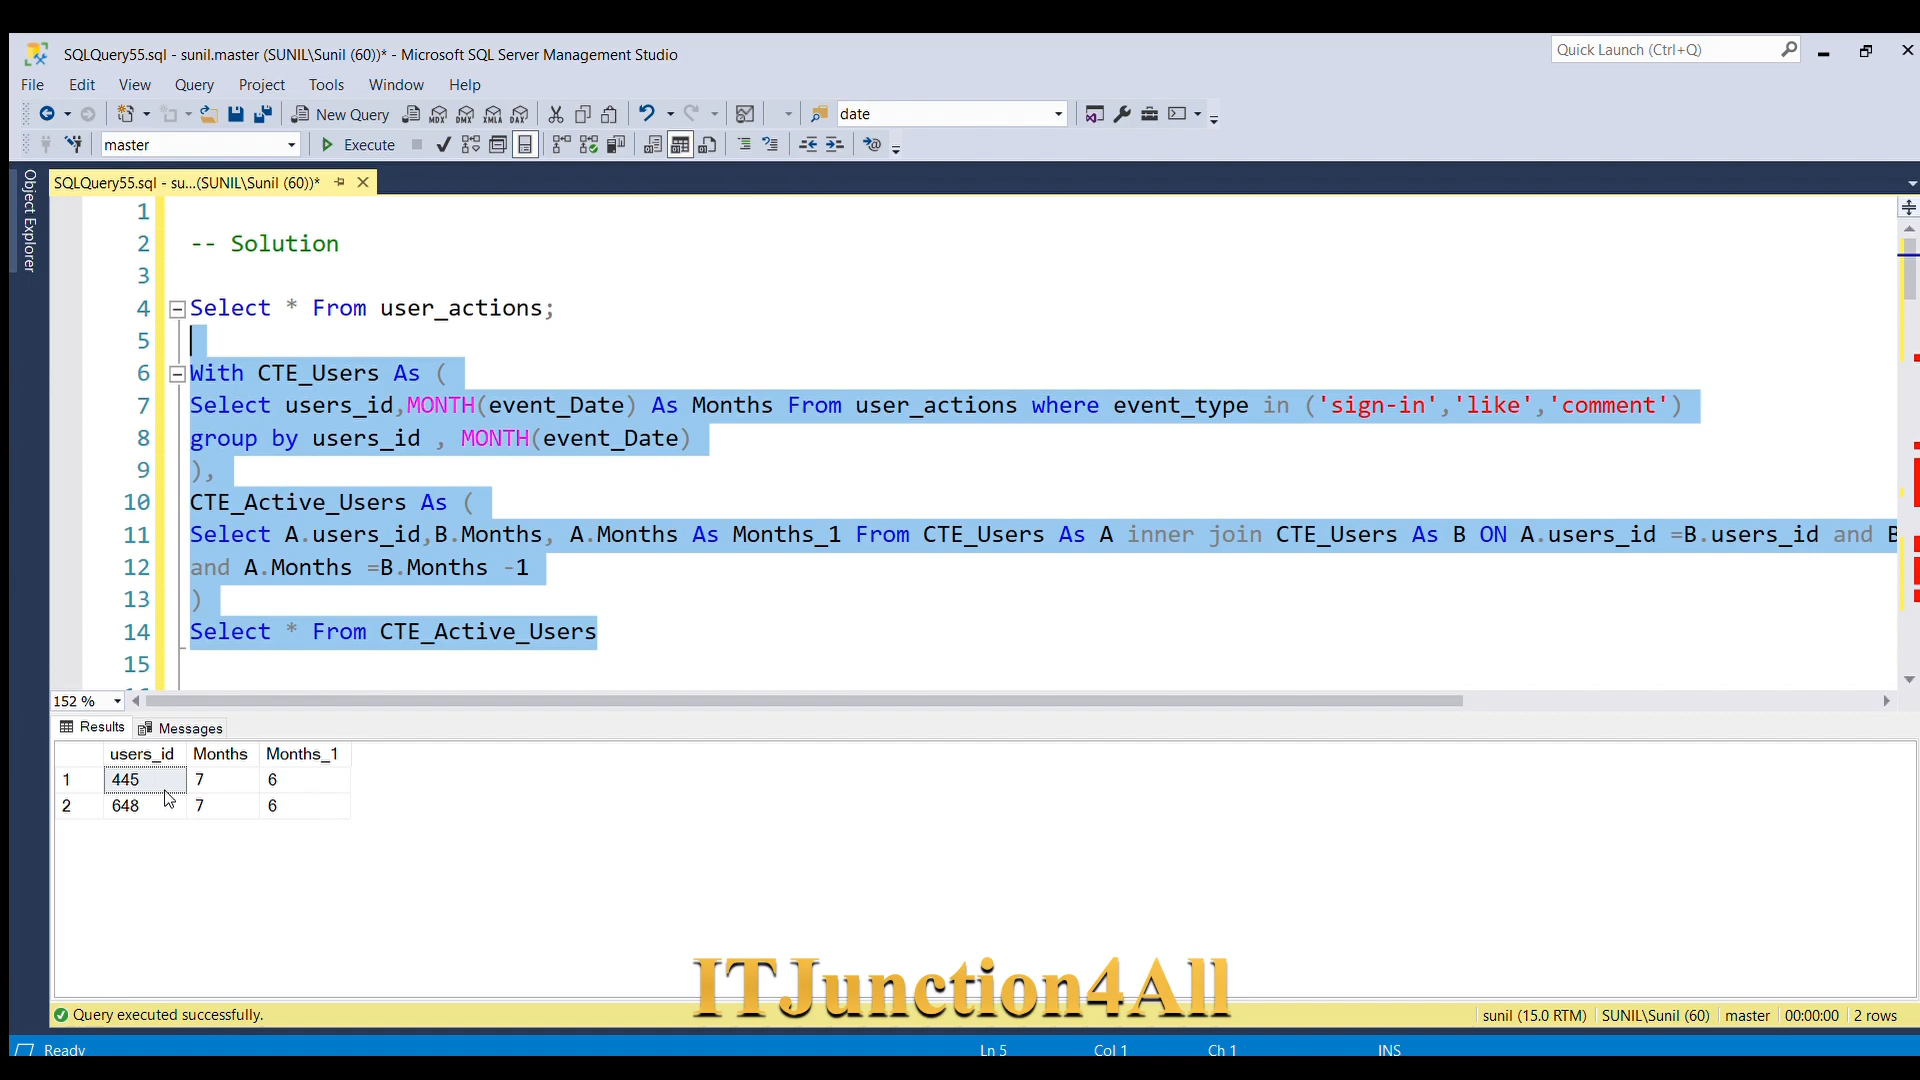 SQLQuery55.sql - sunil.master (SUNIL\Sunil (60))* - Microsoft SQL Server Management Studio
Quick Launch (Ctrl+Q)
File Edit View Query Project Tools Window Help
New Query
MDX DMX XMLA DAX
date
master
Execute
Object Explorer
SQLQuery55.sql - su...(SUNIL\Sunil (60))*
1
2 -- Solution
3
4 Select * From user_actions;
5
6 With CTE_Users As (
7 Select users_id,MONTH(event_Date) As Months From user_actions where event_type in ('sign-in','like','comment')
8 group by users_id , MONTH(event_Date)
9 ),
10 CTE_Active_Users As (
11 Select A.users_id,B.Months, A.Months As Months_1 From CTE_Users As A inner join CTE_Users As B ON A.users_id =B.users_id and B
12 and A.Months =B.Months -1
13 )
14 Select * From CTE_Active_Users
15
152 %
Results Messages
users_id Months Months_1
1 445 7 6
2 648 7 6
ITJunction4All
Query executed successfully.
sunil (15.0 RTM) SUNIL\Sunil (60) master 00:00:00 2 rows
Ready
Ln 5 Col 1 Ch 1 INS